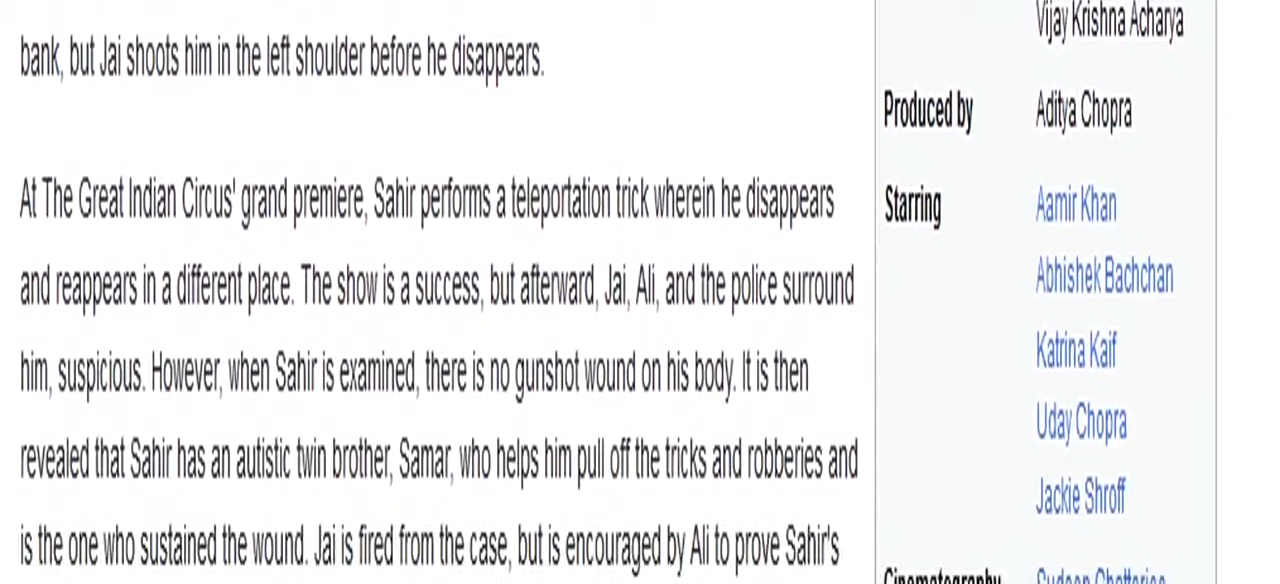 bank, but Jai shoots him in the left shoulder before he disappears.
At The Great Indian Circus' grand premiere, Sahir performs a teleportation trick wherein he disappears
and reappears in a different place. The show is a success, but afterward, Jai, Ali, and the police surround
him, suspicious. However, when Sahir is examined, there is no gunshot wound on his body. It is then
revealed that Sahir has an autistic twin brother, Samar, who helps him pull off the tricks and robberies and
is the one who sustained the wound. Jai is fired from the case, but is encouraged by Ali to prove Sahir's
Vijay Krishna Acharya
Produced by Aditya Chopra
Starring Aamir Khan
Abhishek Bachchan
Katrina Kaif
Uday Chopra
Jackie Shroff
Cinematography Sudeep Chatterjee